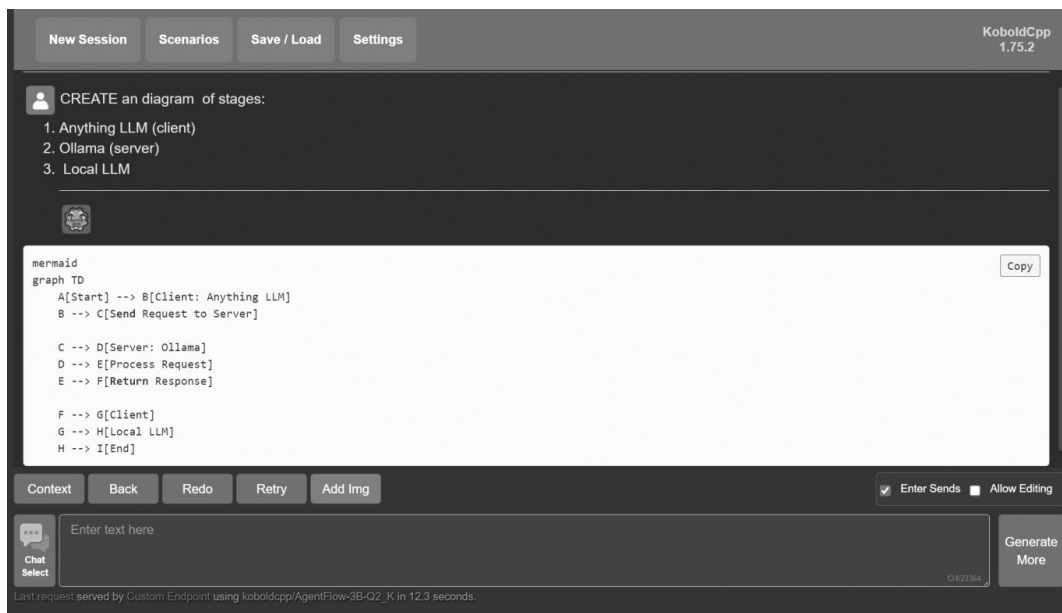 New Session Scenarios Save / Load Settings KoboldCpp
1.75.2
CREATE an diagram of stages:
1. Anything LLM (client)
2. Ollama (server)
3. Local LLM
mermaid Copy
graph TD
A[Start] --> B[Client: Anything LLM]
B --> C[Send Request to Server]
C --> D[Server: Ollama]
D --> E[Process Request]
E --> F[Return Response]
F --> G[Client]
G --> H[Local LLM]
H --> I[End]
Context Back Redo Retry Add Img Enter Sends Allow Editing
Enter text here
Chat
Select
Generate
More
124/23364
Last request served by Custom Endpoint using koboldcpp/AgentFlow-3B-Q2_K in 12.3 seconds.